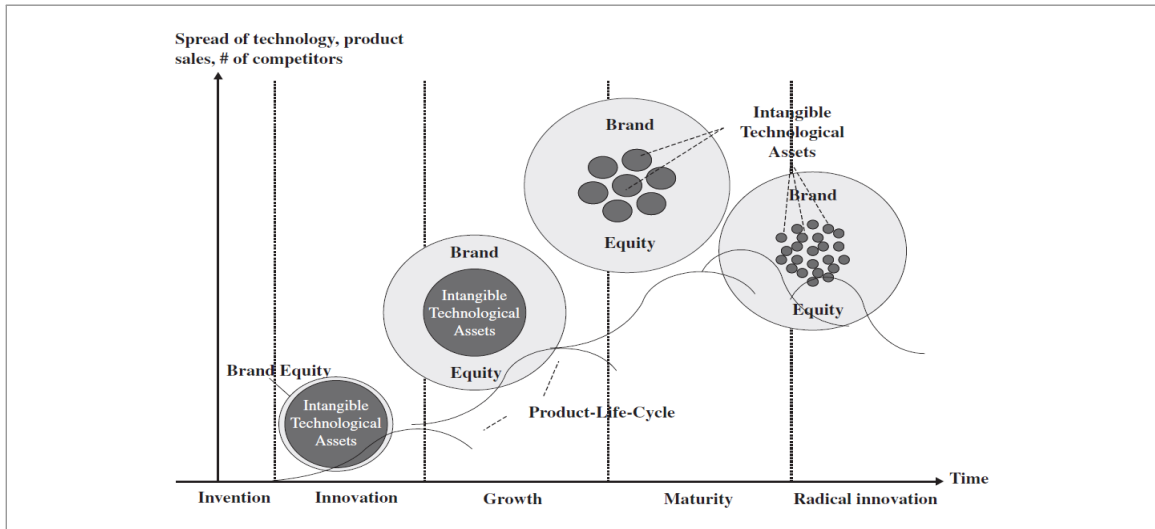 Spread of technology, product
sales, # of competitors
Brand
Equity
Intangible
Technological
Assets
Brand
Equity
Brand
Intangible
Technological
Assets
Equity
Brand Equity
Intangible
Technological
Assets
Product-Life-Cycle
Time
Invention
Innovation
Growth
Maturity
Radical innovation